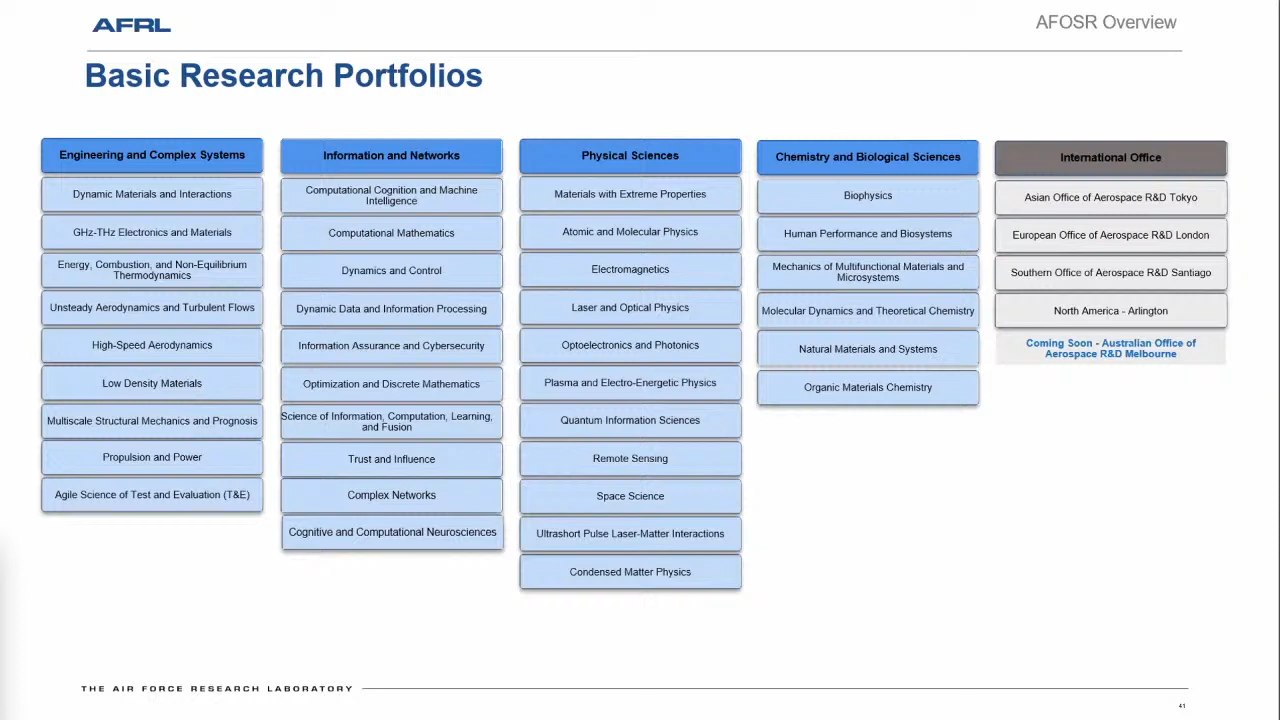 AFRL
AFOSR Overview
Basic Research Portfolios
Engineering and Complex Systems
Dynamic Materials and Interactions
GHz-THz Electronics and Materials
Energy, Combustion, and Non-Equilibrium
Thermodynamics
Unsteady Aerodynamics and Turbulent Flows
High-Speed Aerodynamics
Low Density Materials
Multiscale Structural Mechanics and Prognosis
Propulsion and Power
Agile Science of Test and Evaluation (T&E)
Information and Networks
Computational Cognition and Machine
Intelligence
Computational Mathematics
Dynamics and Control
Dynamic Data and Information Processing
Information Assurance and Cybersecurity
Optimization and Discrete Mathematics
Science of Information, Computation, Learning,
and Fusion
Trust and Influence
Complex Networks
Cognitive and Computational Neurosciences
Physical Sciences
Materials with Extreme Properties
Atomic and Molecular Physics
Electromagnetics
Laser and Optical Physics
Optoelectronics and Photonics
Plasma and Electro-Energetic Physics
Quantum Information Sciences
Remote Sensing
Space Science
Ultrashort Pulse Laser-Matter Interactions
Condensed Matter Physics
Chemistry and Biological Sciences
Biophysics
Human Performance and Biosystems
Mechanics of Multifunctional Materials and
Microsystems
Molecular Dynamics and Theoretical Chemistry
Natural Materials and Systems
Organic Materials Chemistry
International Office
Asian Office of Aerospace R&D Tokyo
European Office of Aerospace R&D London
Southern Office of Aerospace R&D Santiago
North America - Arlington
Coming Soon - Australian Office of
Aerospace R&D Melbourne
THE AIR FORCE RESEARCH LABORATORY
41